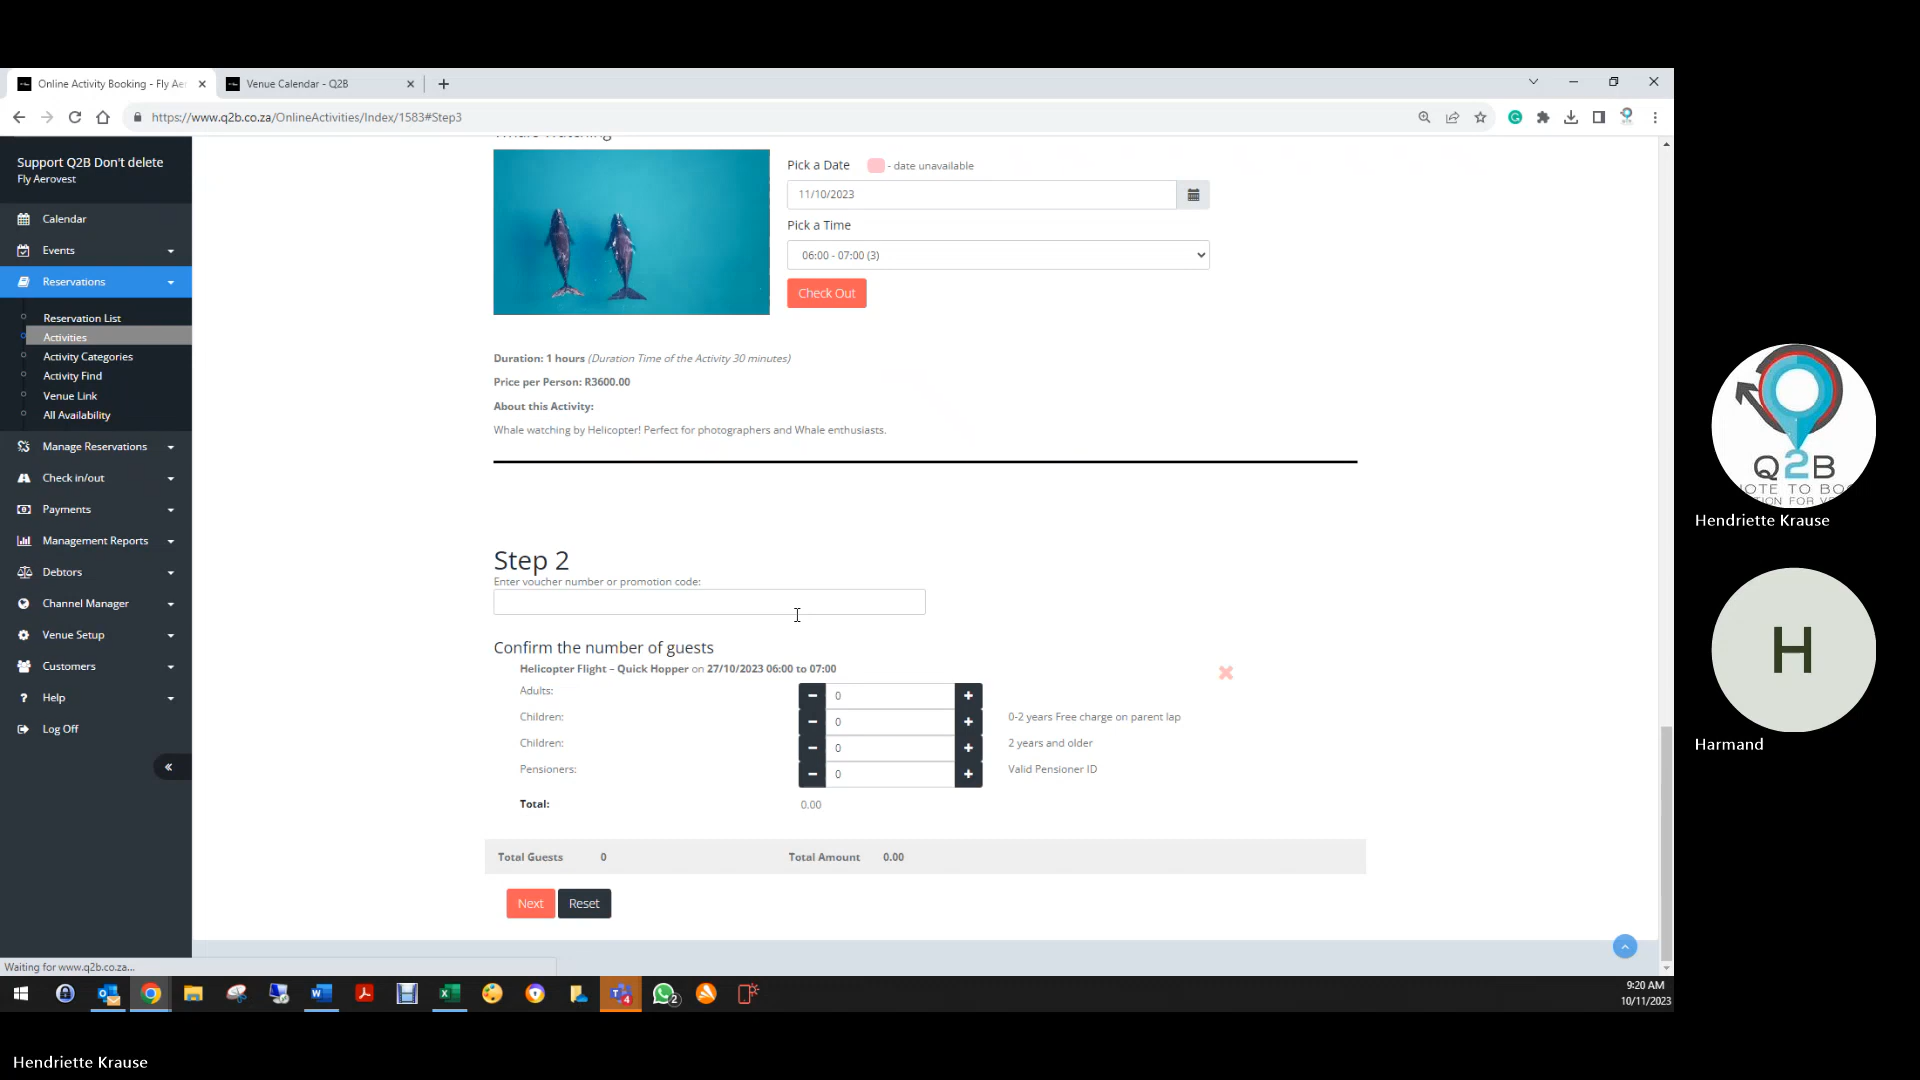 Online Activity Booking - Fly Ae
Venue Calendar - Q2B
https://www.q2b.co.za/OnlineActivities/Index/1583#Step3
Support Q2B Don't delete
Fly Aerovest
Calendar
Events
Reservations
Reservation List
Activities
Activity Categories
Activity Find
Venue Link
All Availability
Manage Reservations
Check in/out
Payments
Management Reports
Debtors
Channel Manager
Venue Setup
Customers
Help
Log Off
Whale Watching
Pick a Date
- date unavailable
11/10/2023
Pick a Time
06:00 - 07:00 (3)
Check Out
Duration: 1 hours (Duration Time of the Activity 30 minutes)
Price per Person: R3600.00
About this Activity:
Whale watching by Helicopter! Perfect for photographers and Whale enthusiasts.
Step 2
Enter voucher number or promotion code:
Confirm the number of guests
Helicopter Flight – Quick Hopper on 27/10/2023 06:00 to 07:00
Adults: 0
Children: 0 0-2 years Free charge on parent lap
Children: 0 2 years and older
Pensioners: 0 Valid Pensioner ID
Total: 0.00
Total Guests 0 Total Amount 0.00
Next Reset
Waiting for www.q2b.co.za...
9:20 AM
10/11/2023
Q2B
Hendriette Krause
H
Harmand
Hendriette Krause